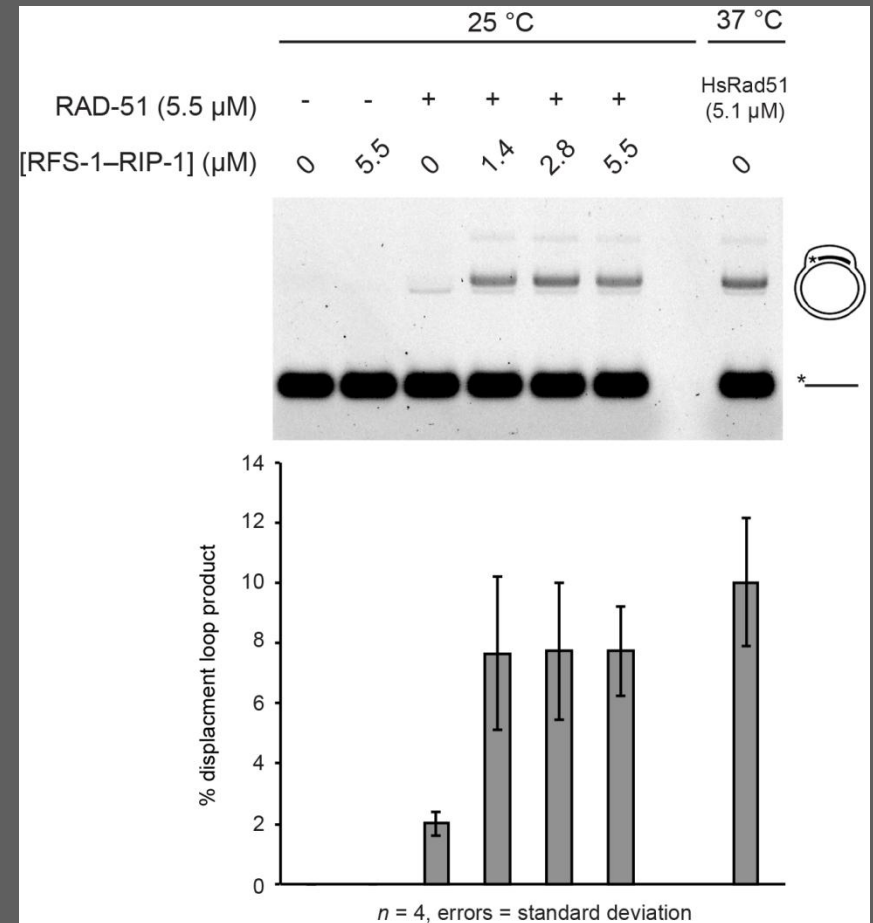 25 °C 37 °C
RAD-51 (5.5 µM) - - + + + + HsRad51 (5.1 µM)
[RFS-1–RIP-1] (µM) 0 5.5 0 1.4 2.8 5.5 0
*
*
14
12
10
8
6
4
2
0
% displacment loop product
n = 4, errors = standard deviation